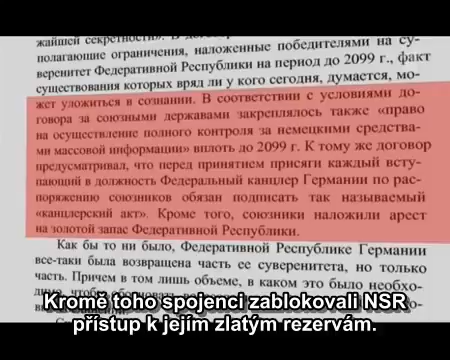 жайшей секретности». В догов
полагающие ограничения, наложенные победителями на су-
веренитет Федеративной Республики на период до 2099 г., факт
существования которых вряд ли у кого сегодня, думается, мо-
жет уложиться в сознании. В соответствии с условиями до-
говора за союзными державами закреплялось также «право
на осуществление полного контроля за немецкими средства-
ми массовой информации» вплоть до 2099 г. К тому же договор
предусматривал, что перед принятием присяги каждый всту-
пающий в должность Федеральный канцлер Германии по рас-
поряжению союзников обязан подписать так называемый
«канцлерский акт». Кроме того, союзники наложили арест
на золотой запас Федеративной Республики.
Как бы то ни было, Федеративной Республике Германии
все-таки была возвращена часть ее суверенитета, но только
часть. Причем в том лишь объеме, в каком это было необхо-
Kromě toho spojenci zablokovali NSR
přístup k jejím zlatým rezervám.